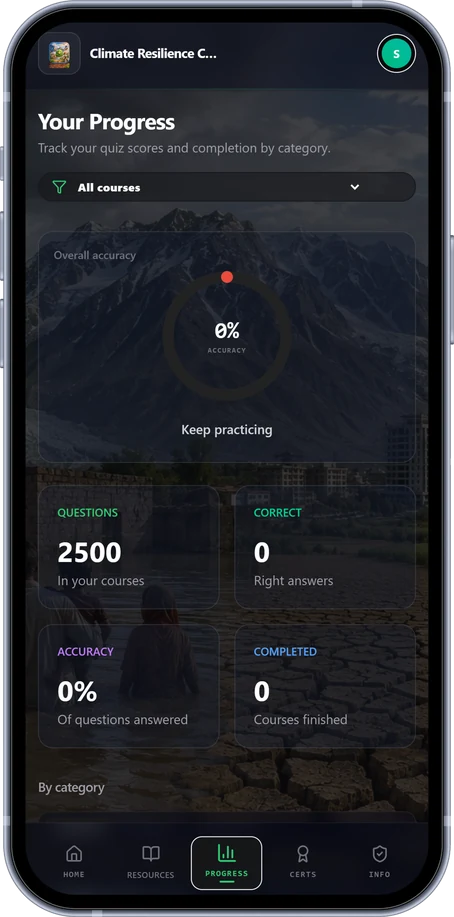 Climate Resilience C...
S
Your Progress
Track your quiz scores and completion by category.
All courses
Overall accuracy
0%
ACCURACY
Keep practicing
QUESTIONS
2500
In your courses
CORRECT
0
Right answers
ACCURACY
0%
Of questions answered
COMPLETED
0
Courses finished
By category
HOME
RESOURCES
PROGRESS
CERTS
INFO